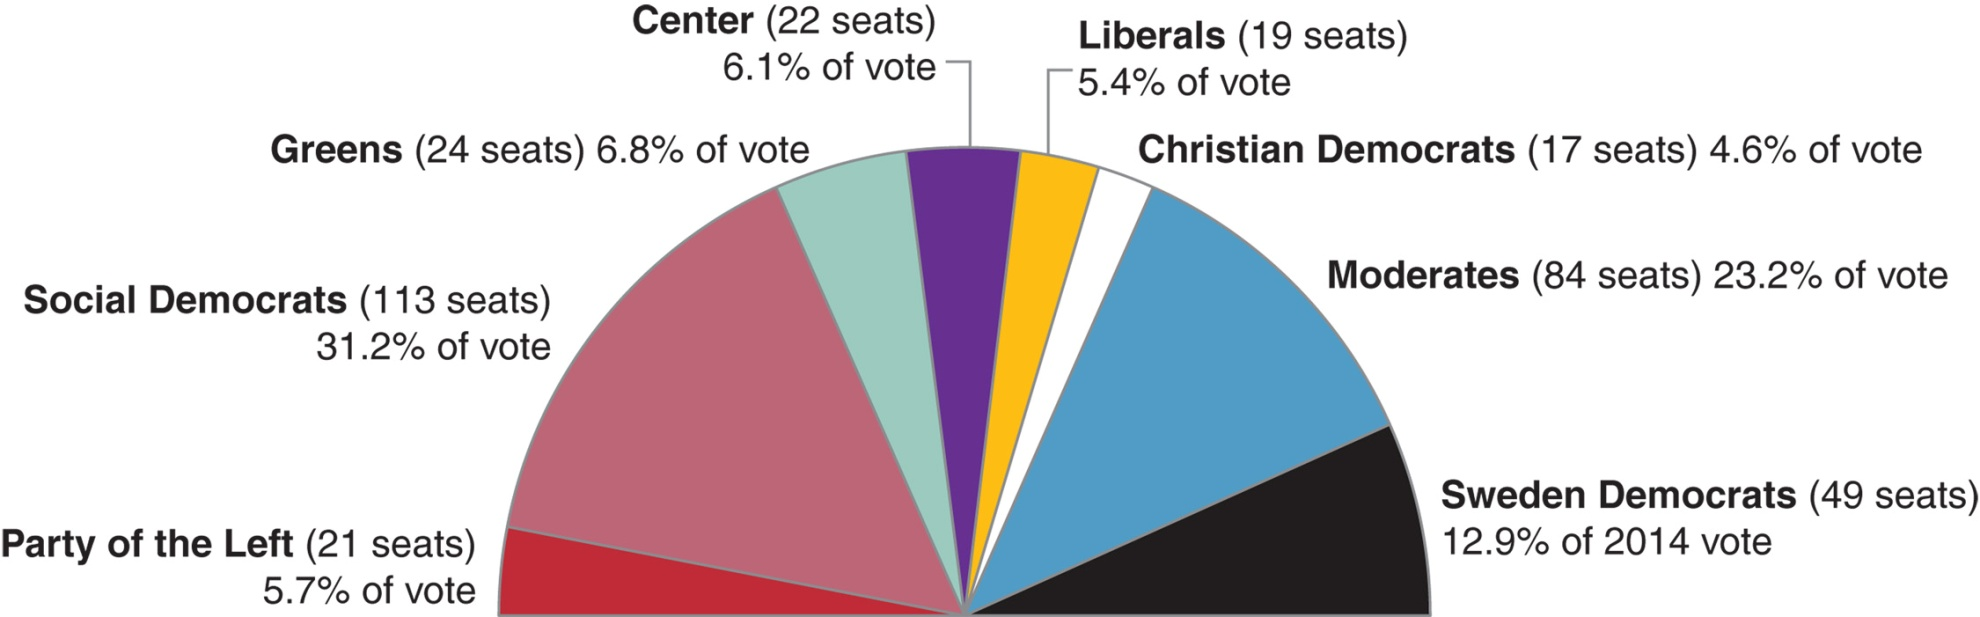 Center (22 seats)
6.1% of vote
Liberals (19 seats)
5.4% of vote
Greens (24 seats) 6.8% of vote
Christian Democrats (17 seats) 4.6% of vote
Moderates (84 seats) 23.2% of vote
Social Democrats (113 seats)
31.2% of vote
Sweden Democrats (49 seats)
12.9% of 2014 vote
Party of the Left (21 seats)
5.7% of vote